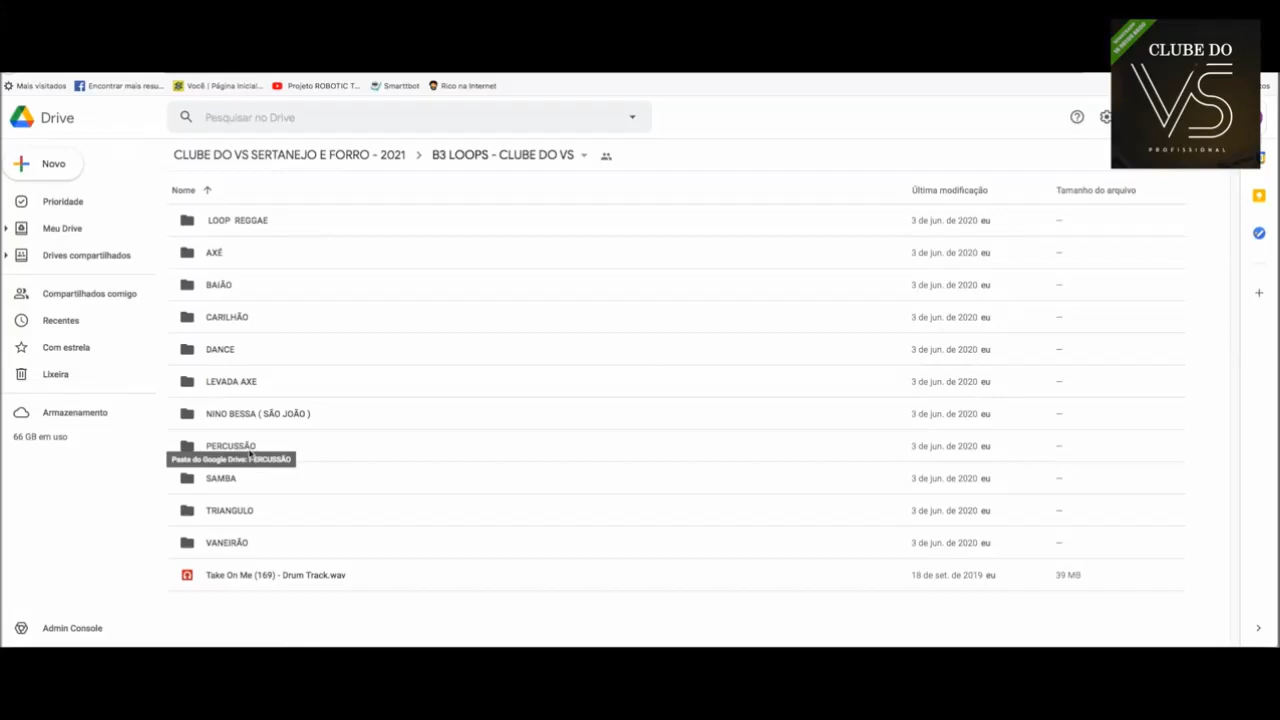 CLUBE DO
VS
PROFISSIONAL
Mais visitados
Encontrar mais resu...
Você | Página Inicial...
Projeto ROBOTIC T...
Smarttbot
Rico na Internet
Drive
Pesquisar no Drive
CLUBE DO VS SERTANEJO E FORRO - 2021 > B3 LOOPS - CLUBE DO VS
Novo
Nome
Última modificação
Tamanho do arquivo
Prioridade
Meu Drive
Drives compartilhados
Compartilhados comigo
Recentes
Com estrela
Lixeira
Armazenamento
66 GB em uso
Admin Console
LOOP REGGAE 3 de jun. de 2020 eu —
AXÉ 3 de jun. de 2020 eu —
BAIÃO 3 de jun. de 2020 eu —
CARILHÃO 3 de jun. de 2020 eu —
DANCE 3 de jun. de 2020 eu —
LEVADA AXE 3 de jun. de 2020 eu —
NINO BESSA ( SÃO JOÃO ) 3 de jun. de 2020 eu —
PERCUSSÃO 3 de jun. de 2020 eu —
Pasta do Google Drive: PERCUSSÃO
SAMBA 3 de jun. de 2020 eu —
TRIANGULO 3 de jun. de 2020 eu —
VANEIRÃO 3 de jun. de 2020 eu —
Take On Me (169) - Drum Track.wav 18 de set. de 2019 eu 39 MB